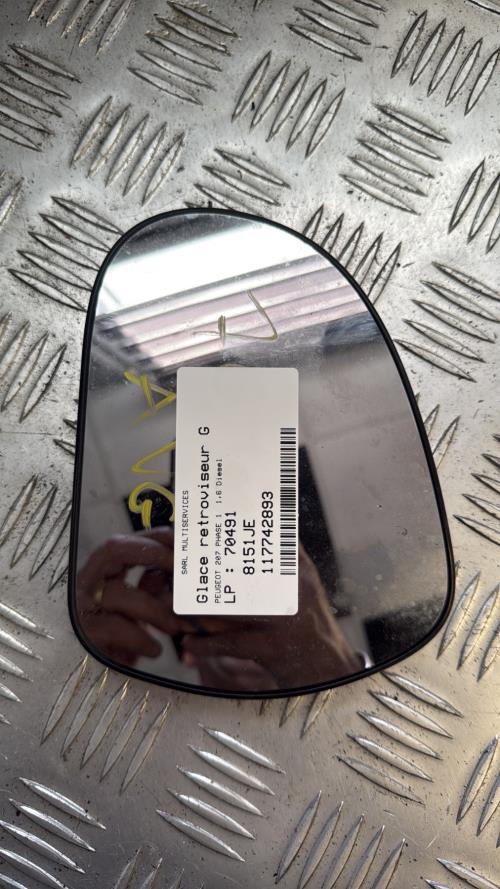 SARL MULTISERVICES
Glace retroviseur G
PEUGEOT 207 PHASE 1 1.6 Diesel
LP : 70491
8151JE
117742893